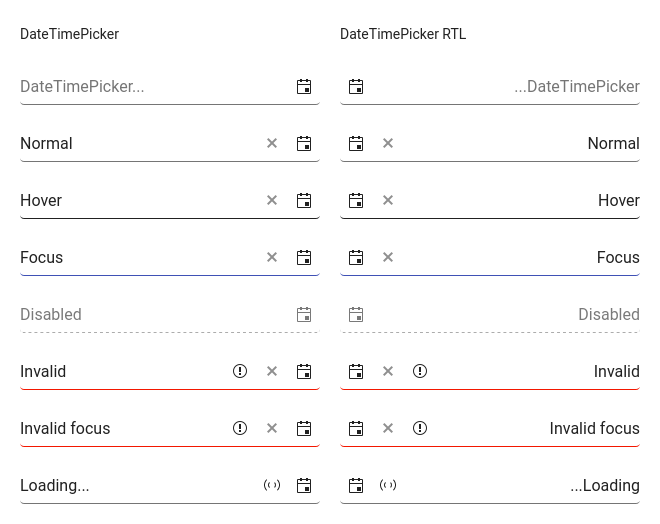 DateTimePicker
DateTimePicker RTL
DateTimePicker...
...DateTimePicker
Normal
Normal
Hover
Hover
Focus
Focus
Disabled
Disabled
Invalid
Invalid
Invalid focus
Invalid focus
Loading...
...Loading